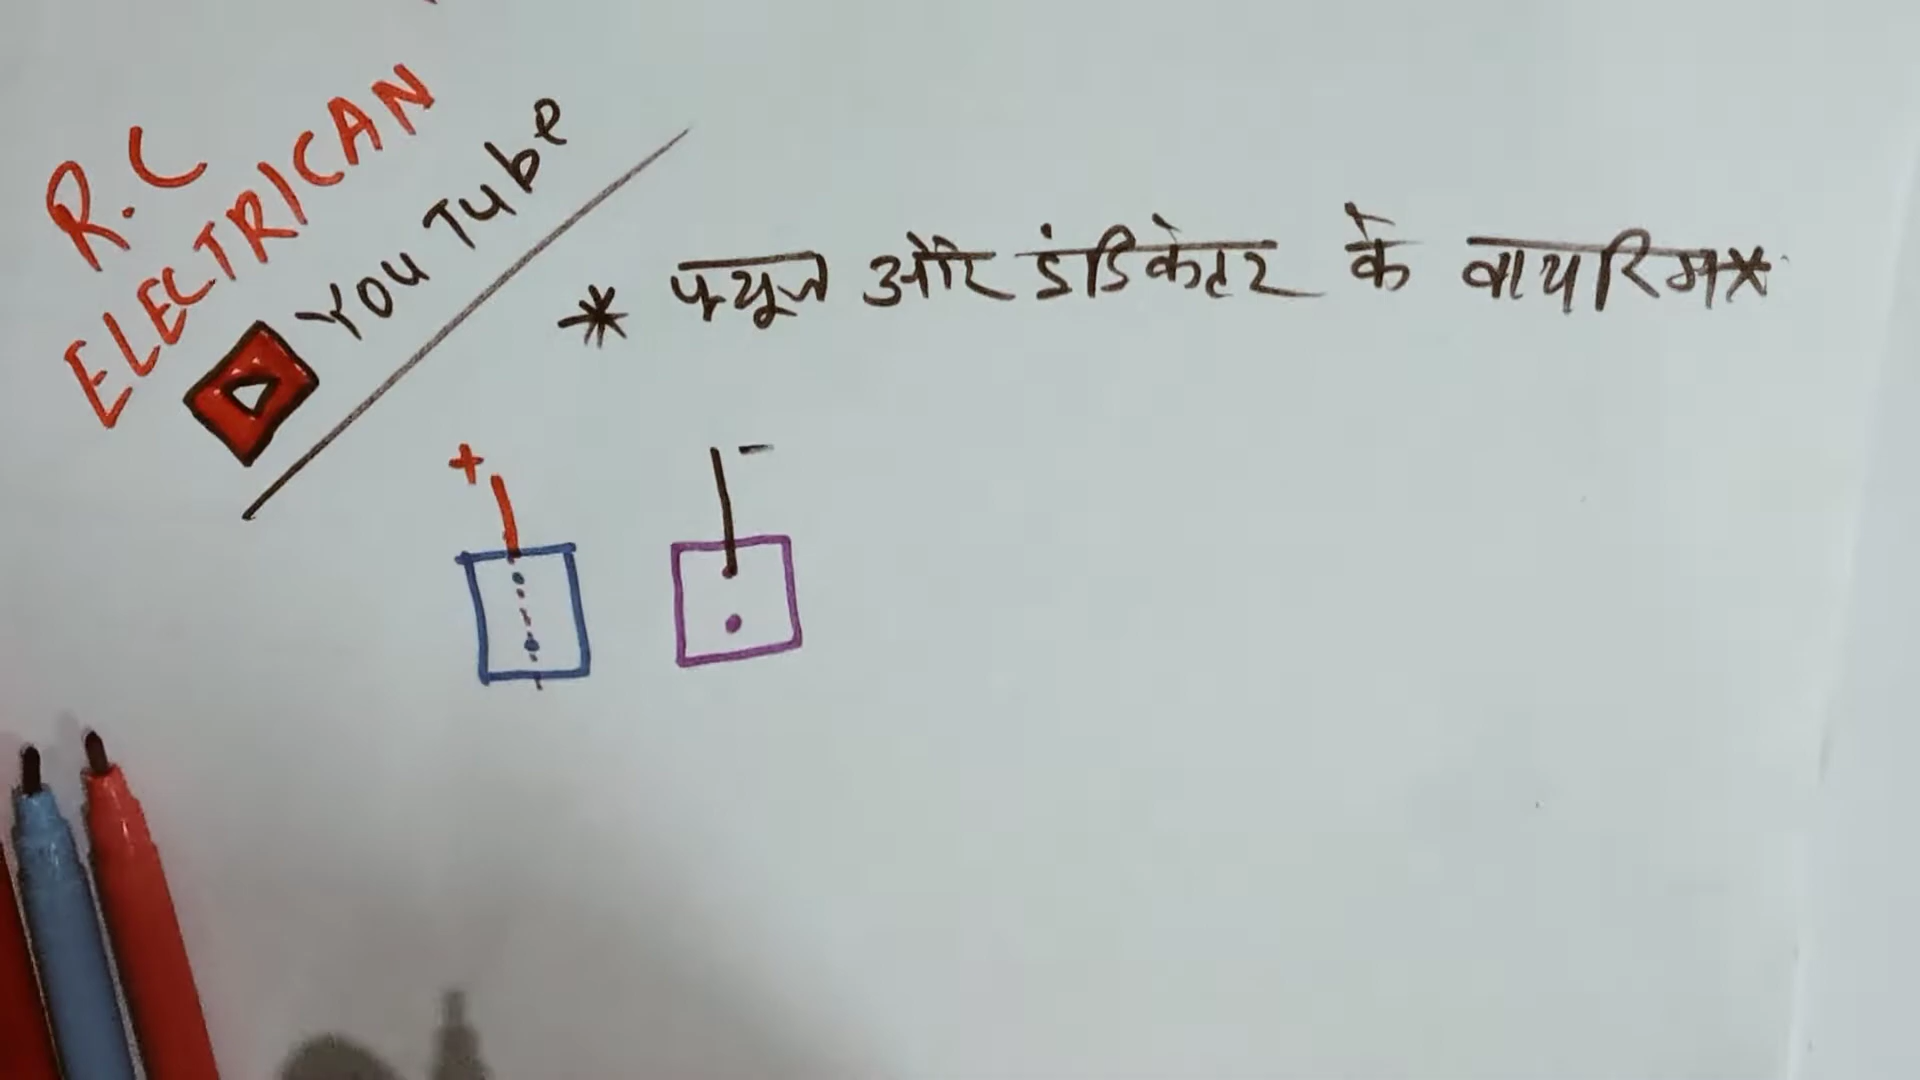 R.C
ELECTRICAN
YouTube
* फ्यूज और इंडिकेटर के वायरिग*
+
-